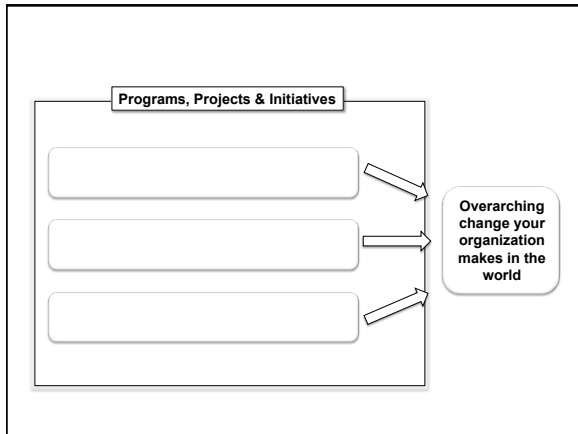 Programs, Projects & Initiatives
Overarching
change your
organization
makes in the
world